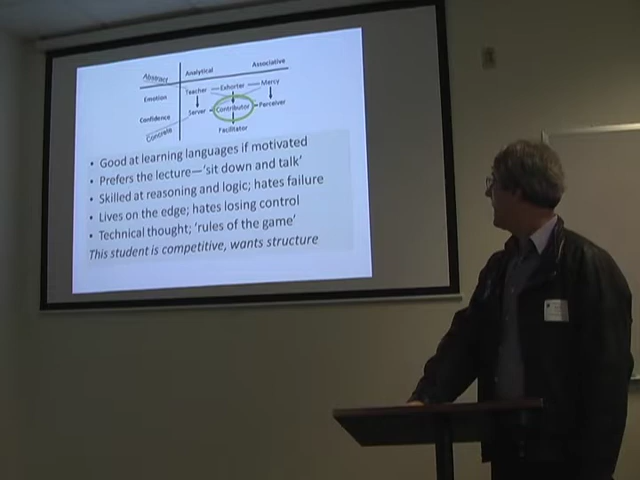 Analytical Associative
Abstract
Teacher Exhorter Mercy
Emotion
Server Contributor Perceiver
Confidence
Concrete
Facilitator
• Good at learning languages if motivated
• Prefers the lecture—‘sit down and talk’
• Skilled at reasoning and logic; hates failure
• Lives on the edge; hates losing control
• Technical thought; ‘rules of the game’
This student is competitive, wants structure